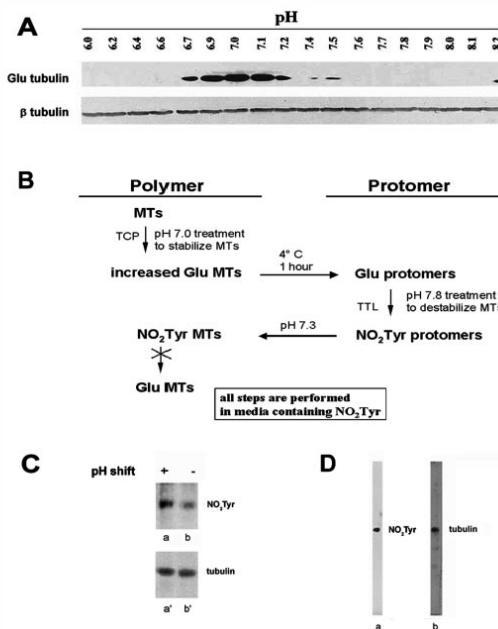 A
pH
6.0 6.2 6.4 6.6 6.7 6.9 7.0 7.1 7.2 7.4 7.5 7.6 7.7 7.8 7.9 8.0 8.1 8.2
Glu tubulin
β tubulin
B
Polymer Protomer
MTs
TCP pH 7.0 treatment
to stabilize MTs
4° C
1 hour
increased Glu MTs Glu protomers
TTL pH 7.8 treatment
to destabilize MTs
pH 7.3
NO₂Tyr MTs NO₂Tyr protomers
Glu MTs
all steps are performed
in media containing NO₂Tyr
C
pH shift + -
NO₂Tyr
a b
tubulin
a' b'
D
NO₂Tyr tubulin
a b